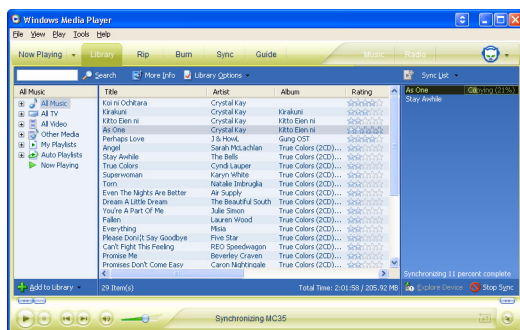 Windows Media Player
File View Play Tools Help
Now Playing Library Rip Burn Sync Guide Music Radio
Search More Info Library Options Sync List
All Music
All Music
All TV
All Video
Other Media
My Playlists
Auto Playlists
Now Playing
Title Artist Album Rating
Koi ni Ochitara Crystal Kay
Kirakuni Crystal Kay Kirakuni
Kitto Eien ni Crystal Kay Kitto Eien ni
As One Crystal Kay Kitto Eien ni
Perhaps Love J & HowL Gung OST
Angel Sarah McLachlan True Colors (2CD)...
Stay Awhile The Bells True Colors (2CD)...
True Colors Cyndi Lauper True Colors (2CD)...
Superwoman Karyn White True Colors (2CD)...
Torn Natalie Imbruglia True Colors (2CD)...
Even The Nights Are Better Air Supply True Colors (2CD)...
Dream A Little Dream The Beautiful South True Colors (2CD)...
You're A Part Of Me Julie Simon True Colors (2CD)...
Fallen Lauren Wood True Colors (2CD)...
Everything Misia True Colors (2CD)...
Please Doni¦t Say Goodbye Five Star True Colors (2CD)...
Can't Fight This Feeling REO Speedwagon True Colors (2CD)...
Promise Me Beverley Craven True Colors (2CD)...
Promises Don't Come Easy Caron Nightingale True Colors (2CD)...
As One Copying (21%)
Stay Awhile
Synchronizing 11 percent complete
Add to Library 29 Item(s) Total Time: 2:01:58 / 205.92 MB Explore Device Stop Sync
Synchronizing MC35